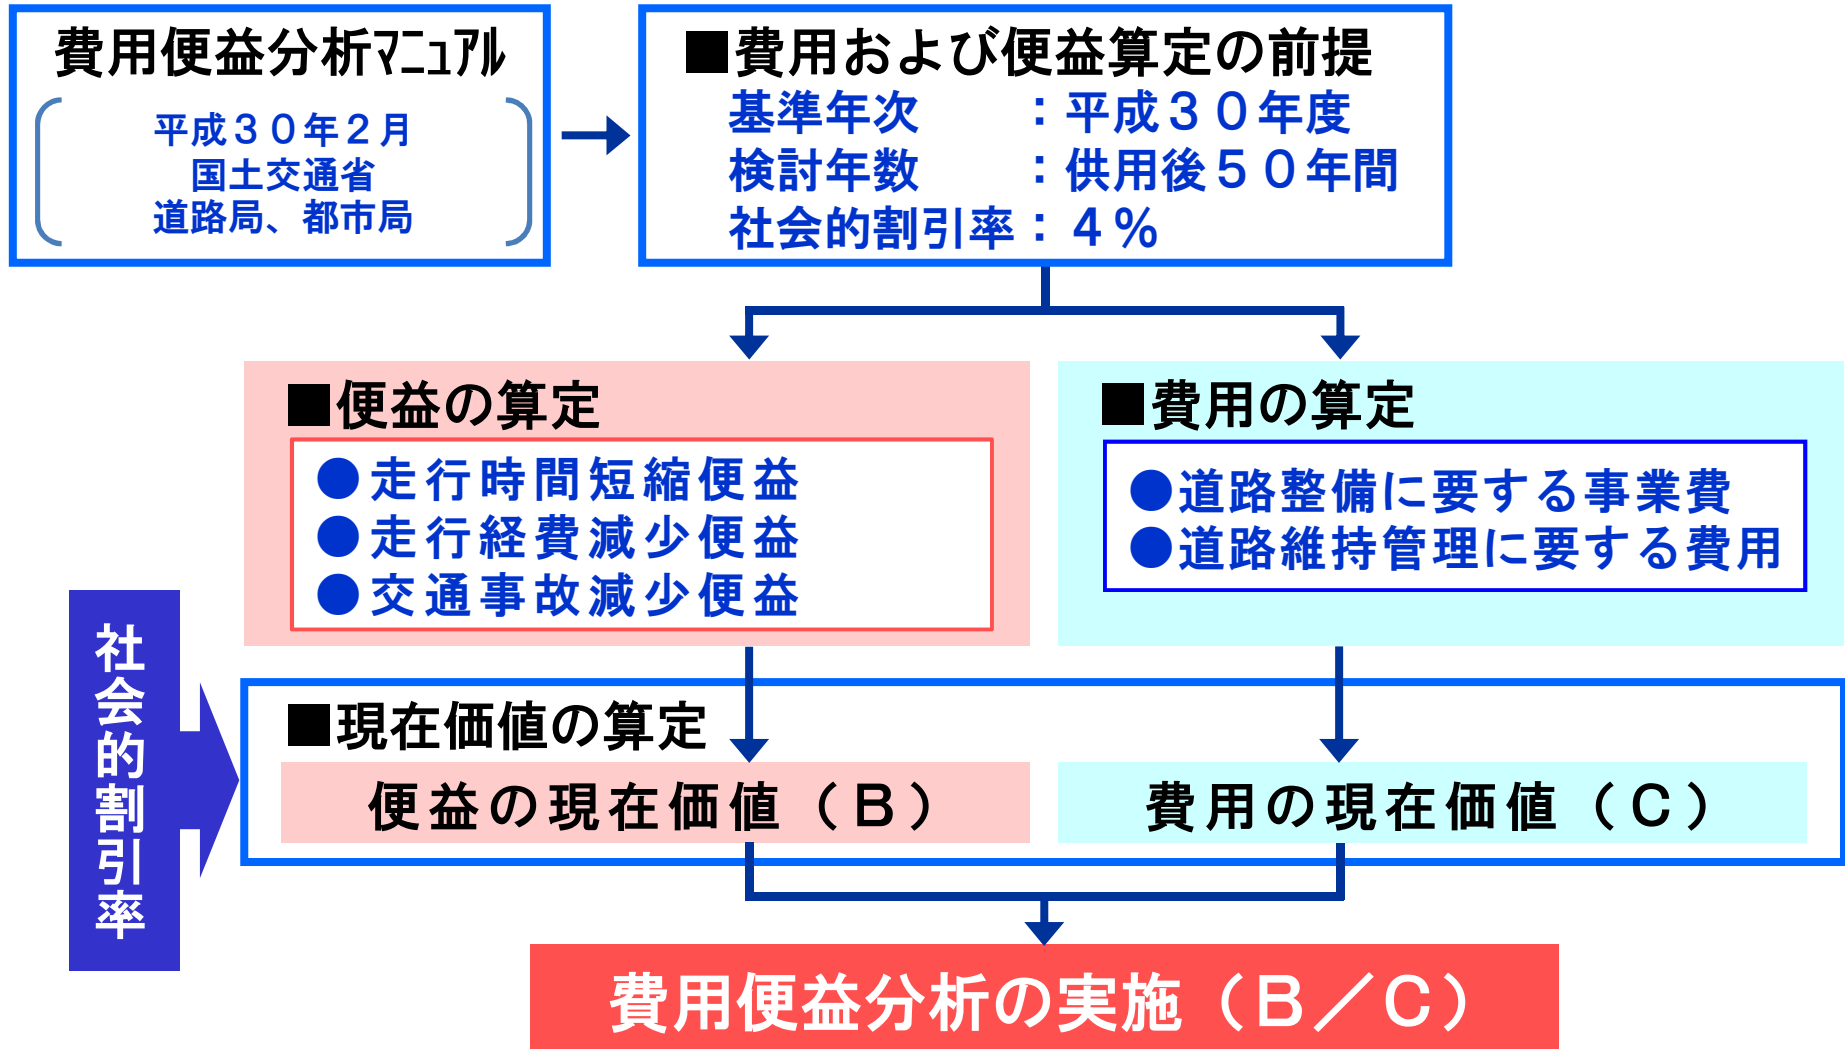 費用便益分析ﾏﾆｭｱﾙ
平成３０年２月
国土交通省
道路局、都市局
■費用および便益算定の前提
基準年次　　：平成３０年度
検討年数　　：供用後５０年間
社会的割引率：４％
■便益の算定
●走行時間短縮便益
●走行経費減少便益
●交通事故減少便益
■費用の算定
●道路整備に要する事業費
●道路維持管理に要する費用
社会的割引率
■現在価値の算定
便益の現在価値（Ｂ）
費用の現在価値（Ｃ）
費用便益分析の実施（Ｂ／Ｃ）